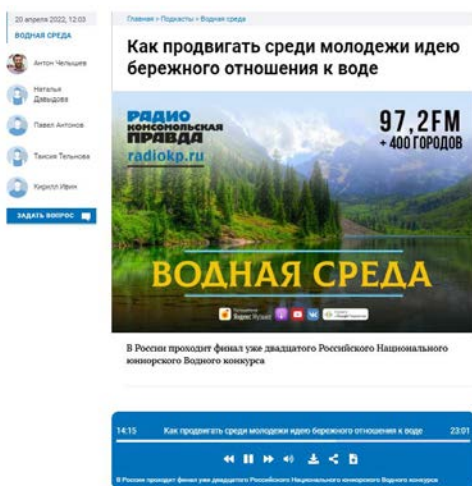 20 апреля 2022, 12:03
ВОДНАЯ СРЕДА
Антон Челышев
Наталья
Давыдова
Павел Антонов
Таисия Тельнова
Кирилл Ивин
ЗАДАТЬ ВОПРОС
Главная > Подкасты > Водная среда
Как продвигать среди молодежи идею
бережного отношения к воде
РАДИО
КОМСОМОЛЬСКАЯ
ПРАВДА
radiokp.ru
97,2FM
+ 400 ГОРОДОВ
ВОДНАЯ СРЕДА
Яндекс Музыке
В России проходит финал уже двадцатого Российского Национального
юниорского Водного конкурса
14:15
Как продвигать среди молодежи идею бережного отношения к воде
23:01
В России проходит финал уже двадцатого Российского Национального юниорского Водного конкурса